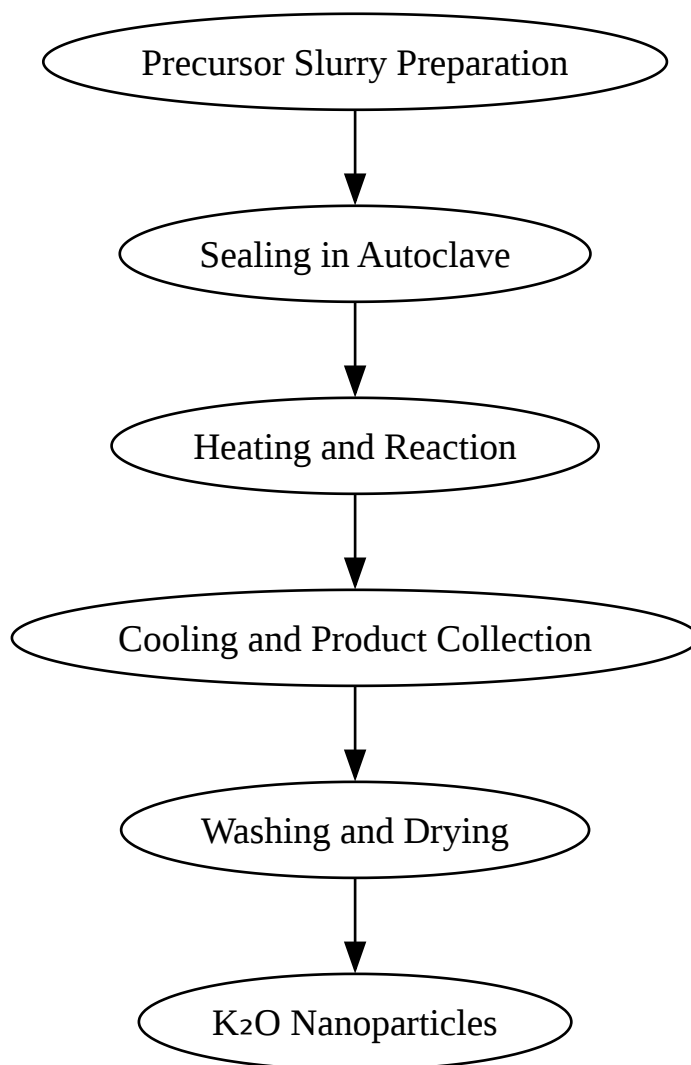 Precursor Slurry Preparation
Sealing in Autoclave
Heating and Reaction
Cooling and Product Collection
Washing and Drying
K₂O Nanoparticles